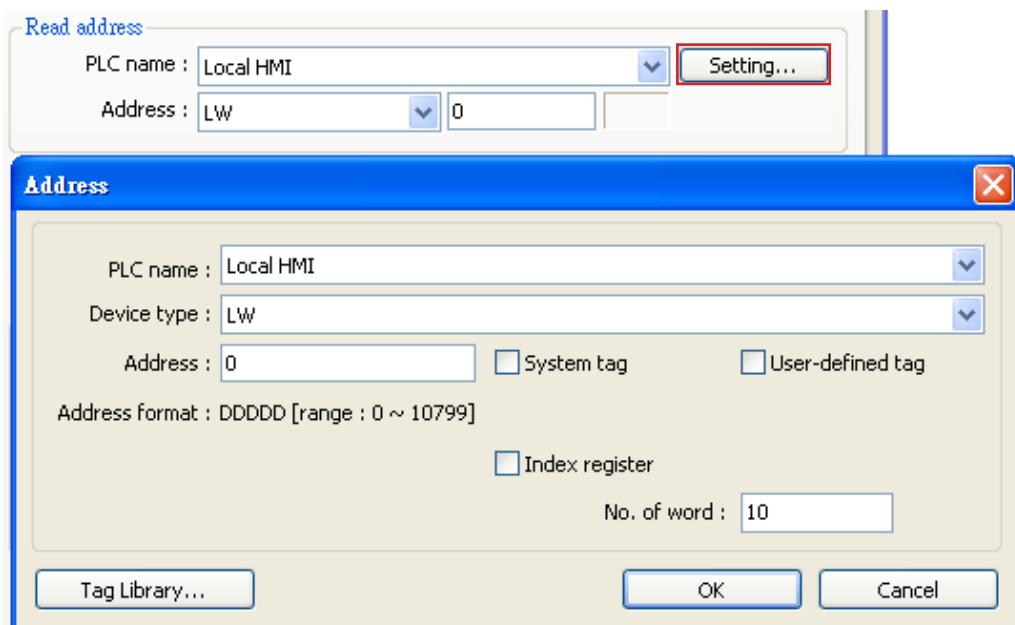 Read address
PLC name : Local HMI Setting...
Address : LW 0
Address
PLC name : Local HMI
Device type : LW
Address : 0 System tag User-defined tag
Address format : DDDDD [range : 0 ~ 10799]
Index register
No. of word : 10
Tag Library... OK Cancel